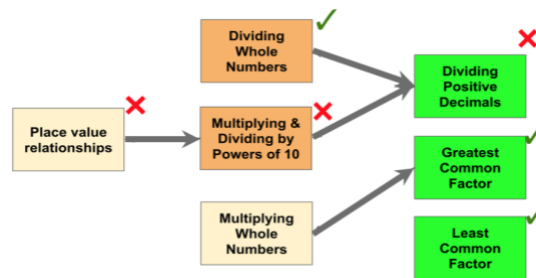 Dividing
Whole
Numbers
Dividing
Positive
Decimals
Place value
relationships
Multiplying &
Dividing by
Powers of 10
Greatest
Common
Factor
Multiplying
Whole
Numbers
Least
Common
Factor